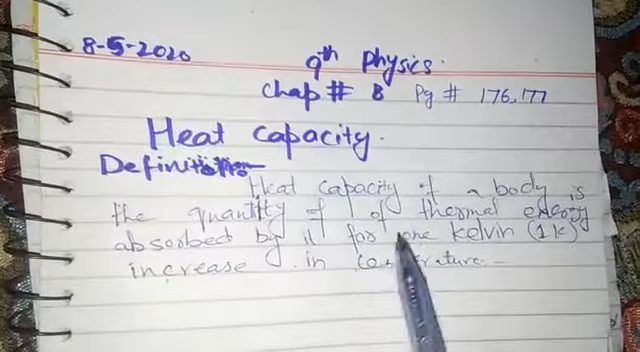 8-5-2020
9th physics.
Chap # 8 Pg # 176,177
Heat capacity.
Definition
Heat capacity of a body is
the quantity of of thermal energy
absorbed by it for one kelvin (1K)
increase in